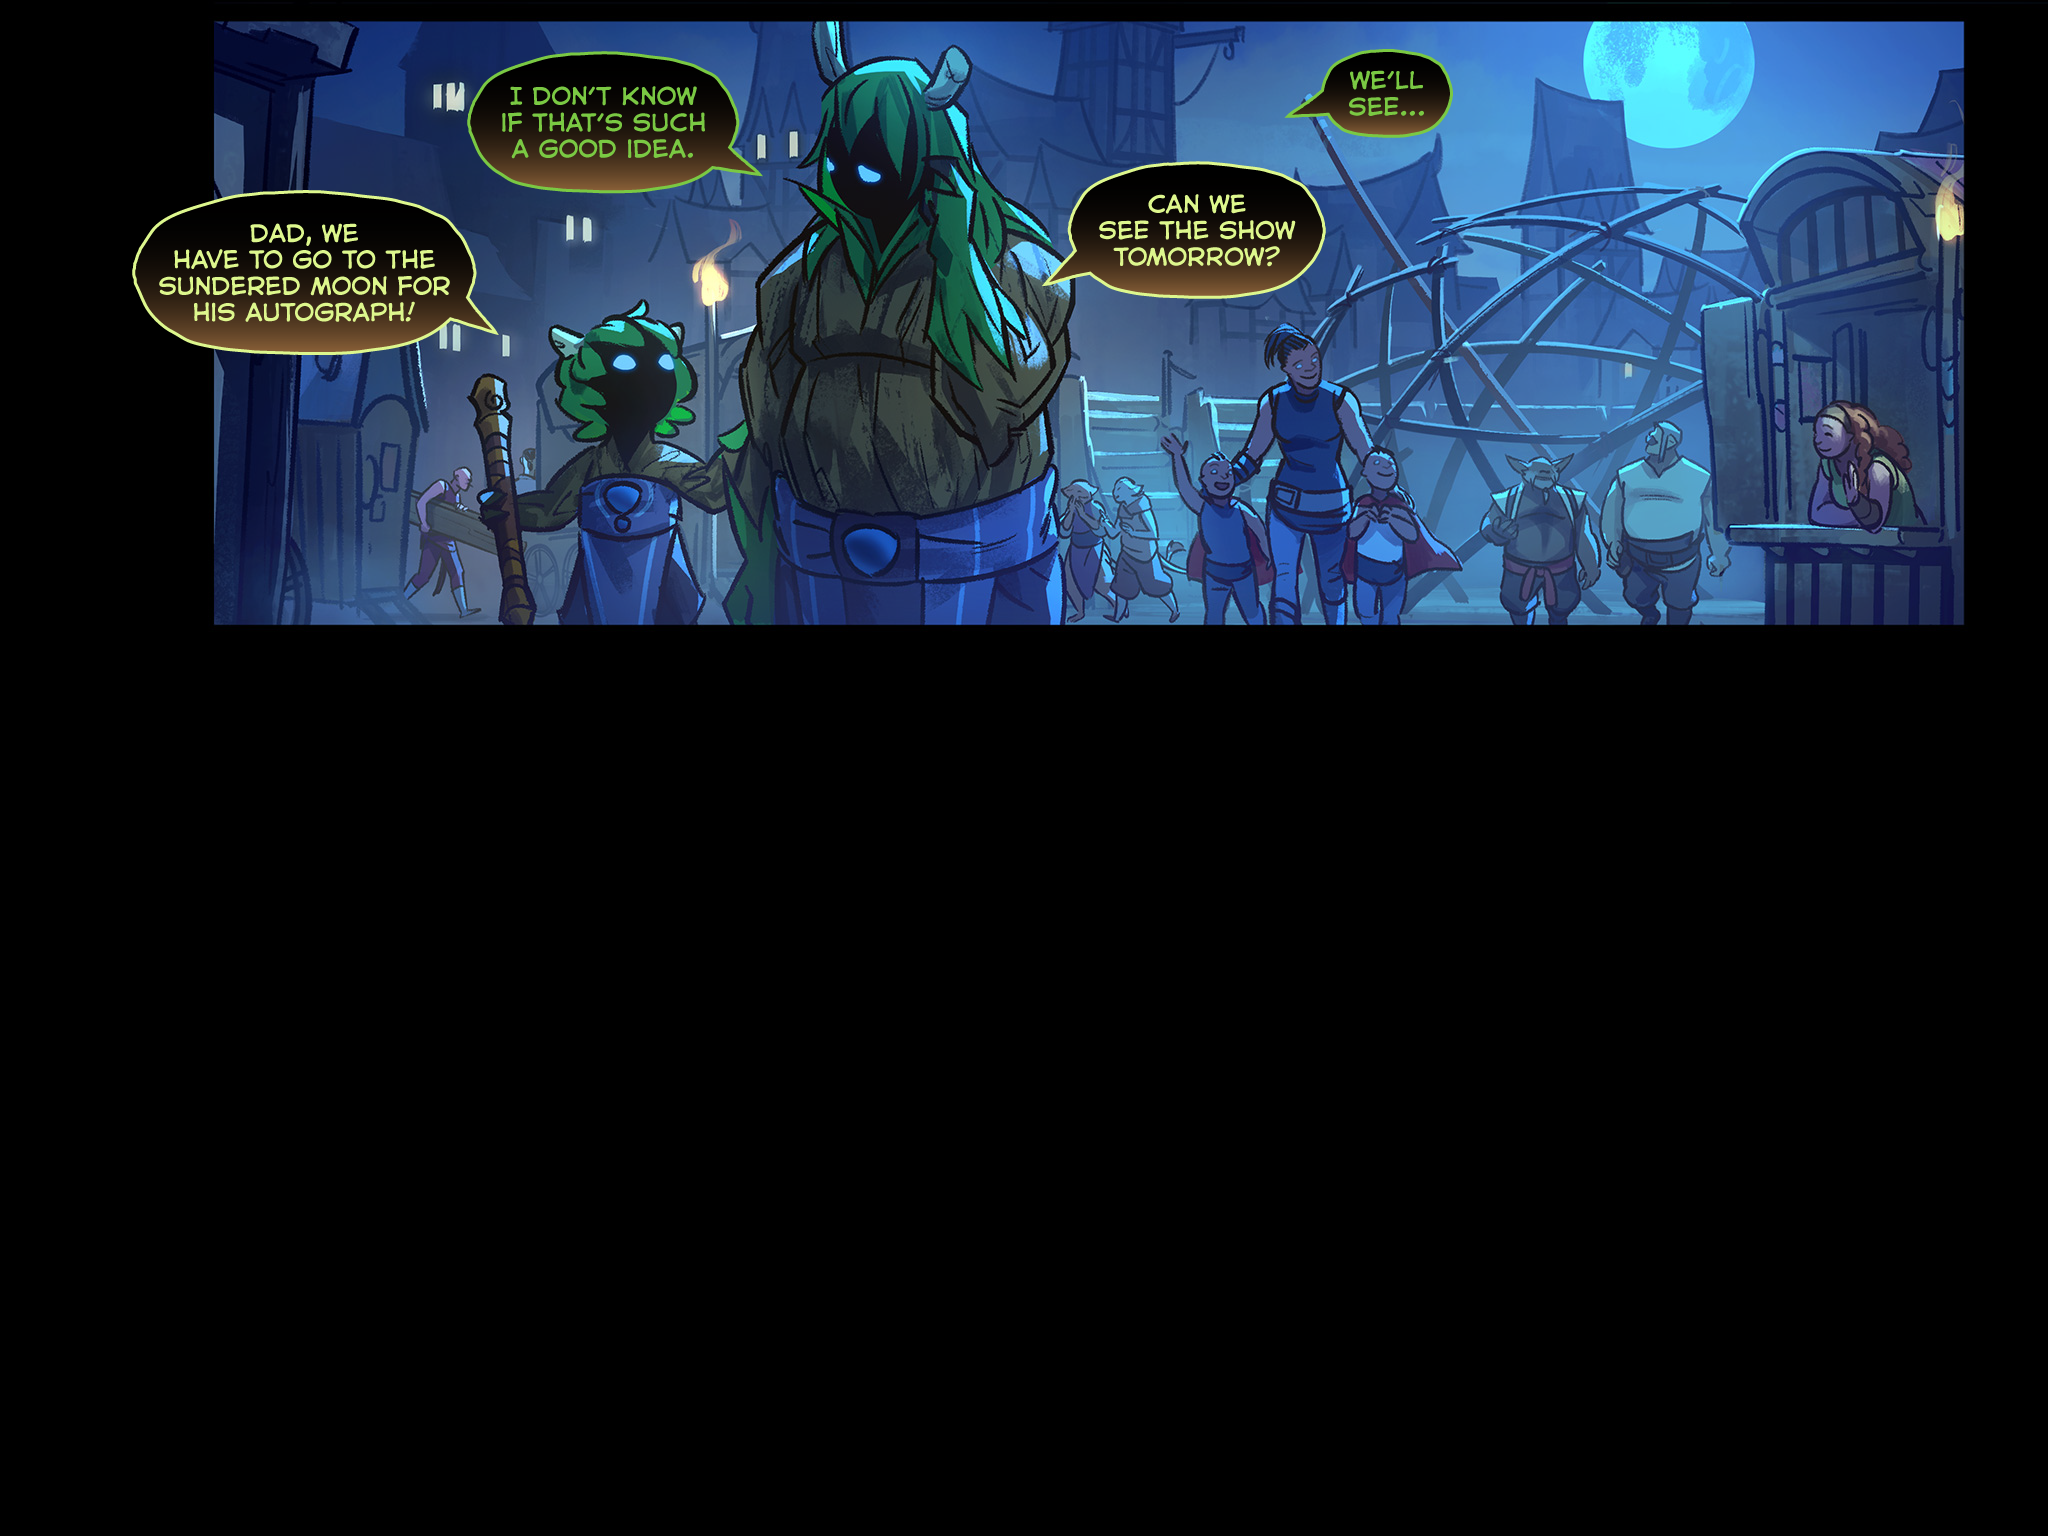 DAD, WE
HAVE TO GO TO THE
SUNDERED MOON FOR
HIS AUTOGRAPH!
I DON'T KNOW
IF THAT'S SUCH
A GOOD IDEA.
CAN WE
SEE THE SHOW
TOMORROW?
WE'LL
SEE...